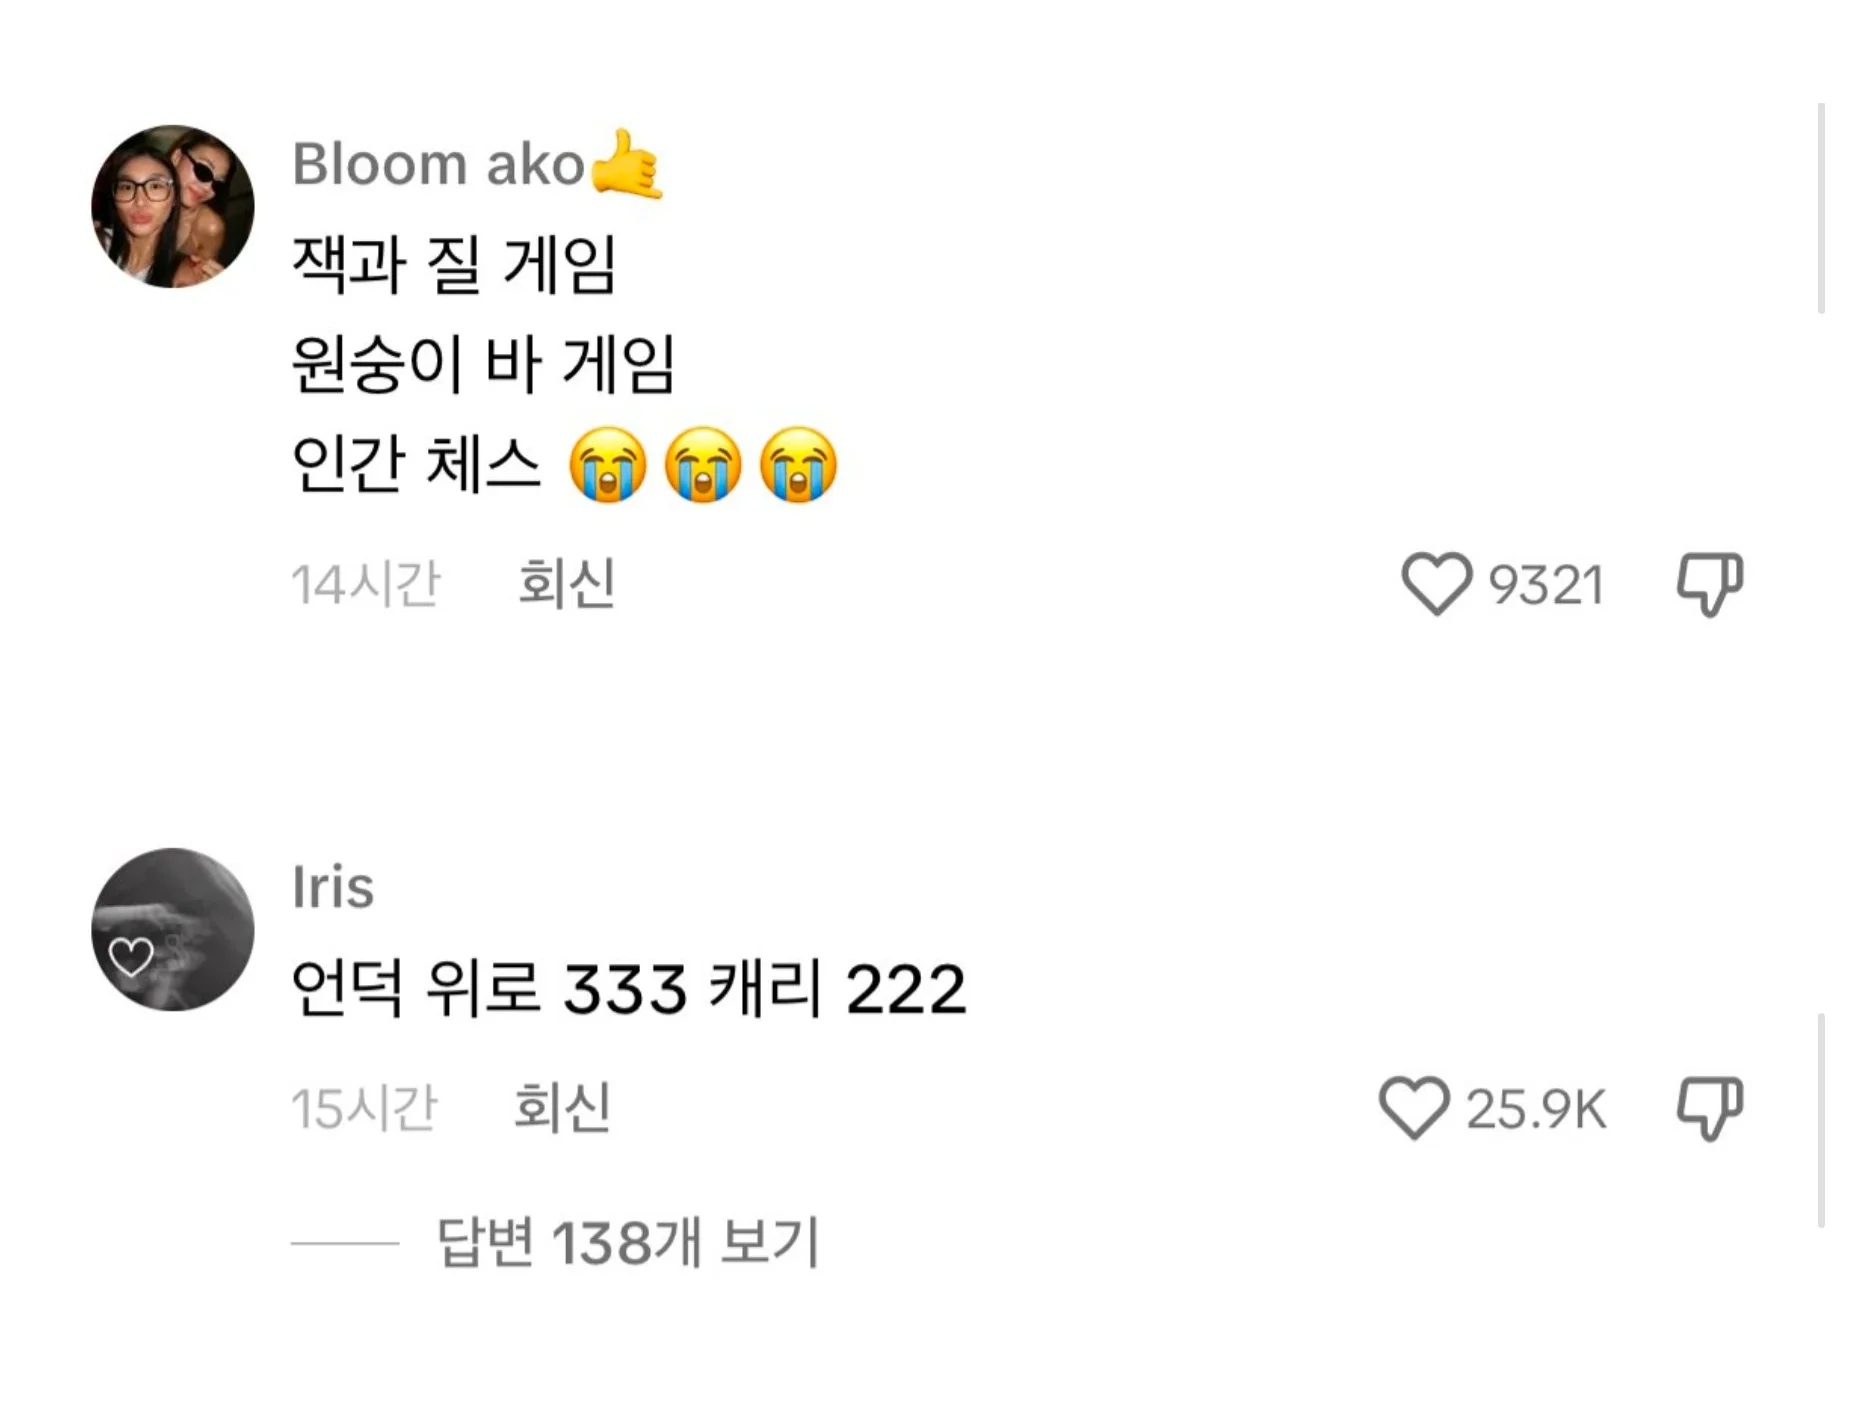 Bloom ako🤙
잭과 질 게임
원숭이 바 게임
인간 체스 😭😭😭
14시간 회신 9321
Iris
언덕 위로 333 캐리 222
15시간 회신 25.9K
답변 138개 보기